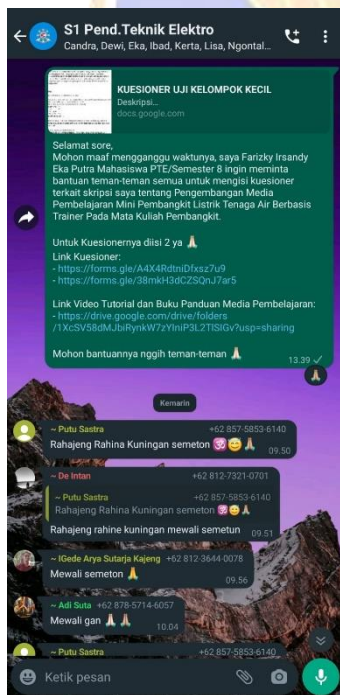 S1 Pend.Teknik Elektro
Candra, Dewi, Eka, Ibad, Kerta, Lisa, Ngontal...
KUESIONER UJI KELOMPOK KECIL
Deskripsi...
docs.google.com
Selamat sore,
Mohon maaf mengganggu waktunya, saya Farizky Irsandy
Eka Putra Mahasiswa PTE/Semester 8 ingin meminta
bantuan teman-teman semua untuk mengisi kuesioner
terkait skripsi saya tentang Pengembangan Media
Pembelajaran Mini Pembangkit Listrik Tenaga Air Berbasis
Trainer Pada Mata Kuliah Pembangkit.
Untuk Kuesionernya diisi 2 ya 🙏
Link Kuesioner:
- https://forms.gle/A4X4RdtniDfxsz7u9
- https://forms.gle/38mkH3dCZSQnJ7ar5
Link Video Tutorial dan Buku Panduan Media Pembelajaran:
- https://drive.google.com/drive/folders
/1XcSV58dMJbiRynkW7zYlniP3L2TlSIGv?usp=sharing
Mohon bantuannya nggih teman-teman 🙏
13.39
🙏
Kemarin
~ Putu Sastra +62 857-5853-6140
Rahajeng Rahina Kuningan semeton 🕉️😅🙏 09.50
~ De Intan +62 812-7321-0701
~ Putu Sastra +62 857-5853-6140
Rahajeng Rahina Kuningan semeton 🕉️😅🙏
Rahajeng rahine kuningan mewali semetun 09.51
~ IGede Arya Sutarja Kajeng +62 812-3644-0078
Mewali semeton 🙏 09.56
~ Adi Suta +62 878-5714-6057
Mewali gan 🙏🙏 10.04
~ Putu Sastra +62 857-5853-6140
Ketik pesan